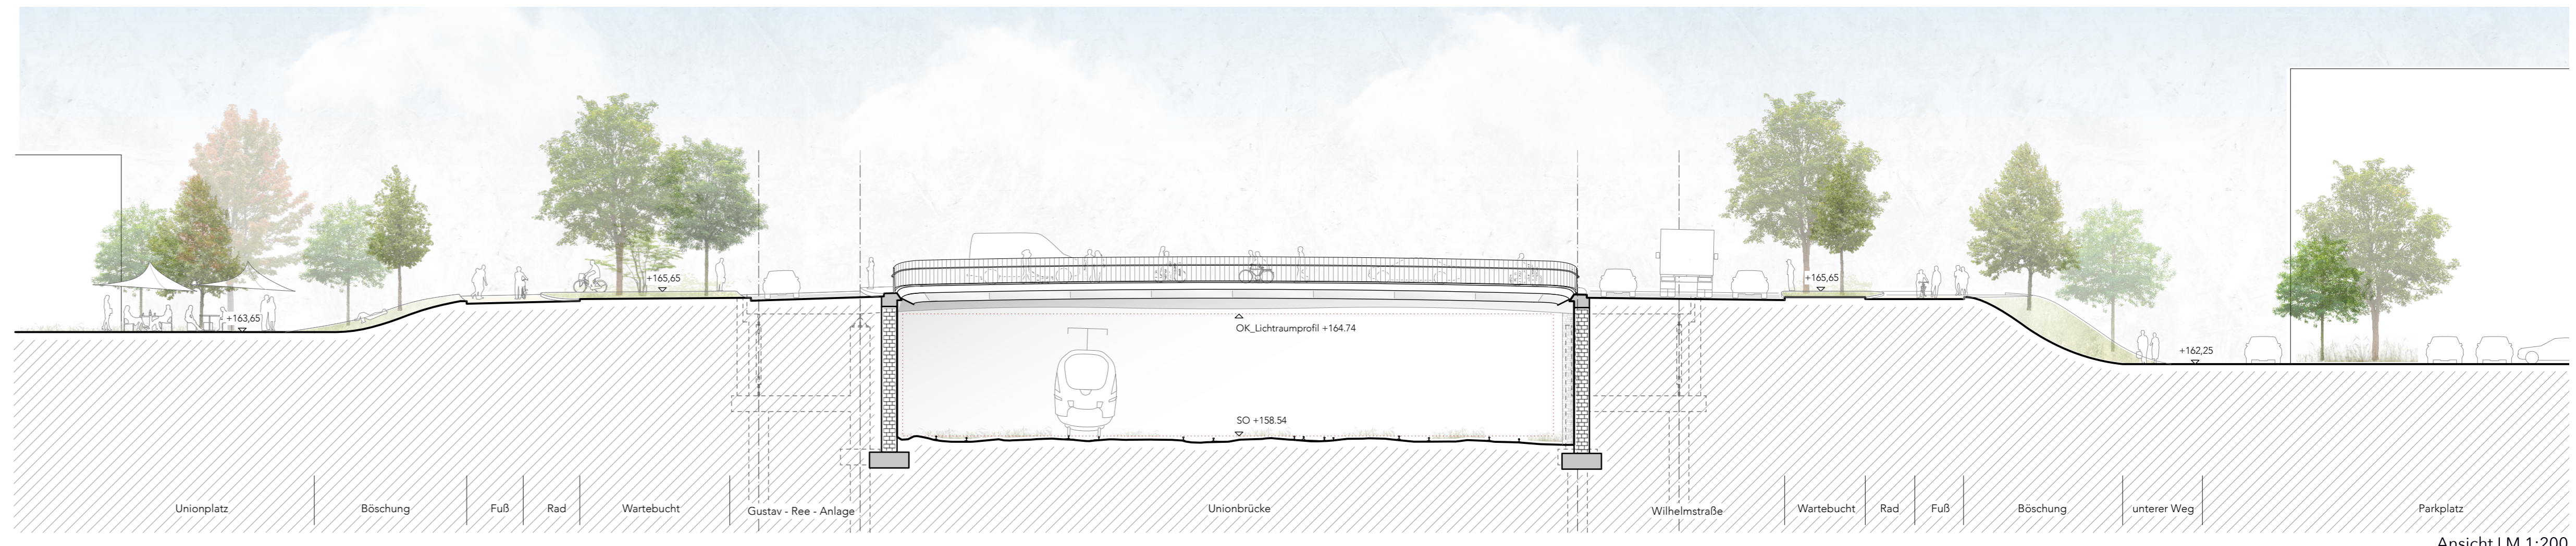 +165,65
+165,65
+163,65
OK_Lichtraumprofil +164.74
+162,25
SO +158.54
Unionplatz
Böschung
Fuß
Rad
Wartebucht
Gustav - Ree - Anlage
Unionbrücke
Wilhelmstraße
Wartebucht
Rad
Fuß
Böschung
unterer Weg
Parkplatz
Ansicht | M 1:200